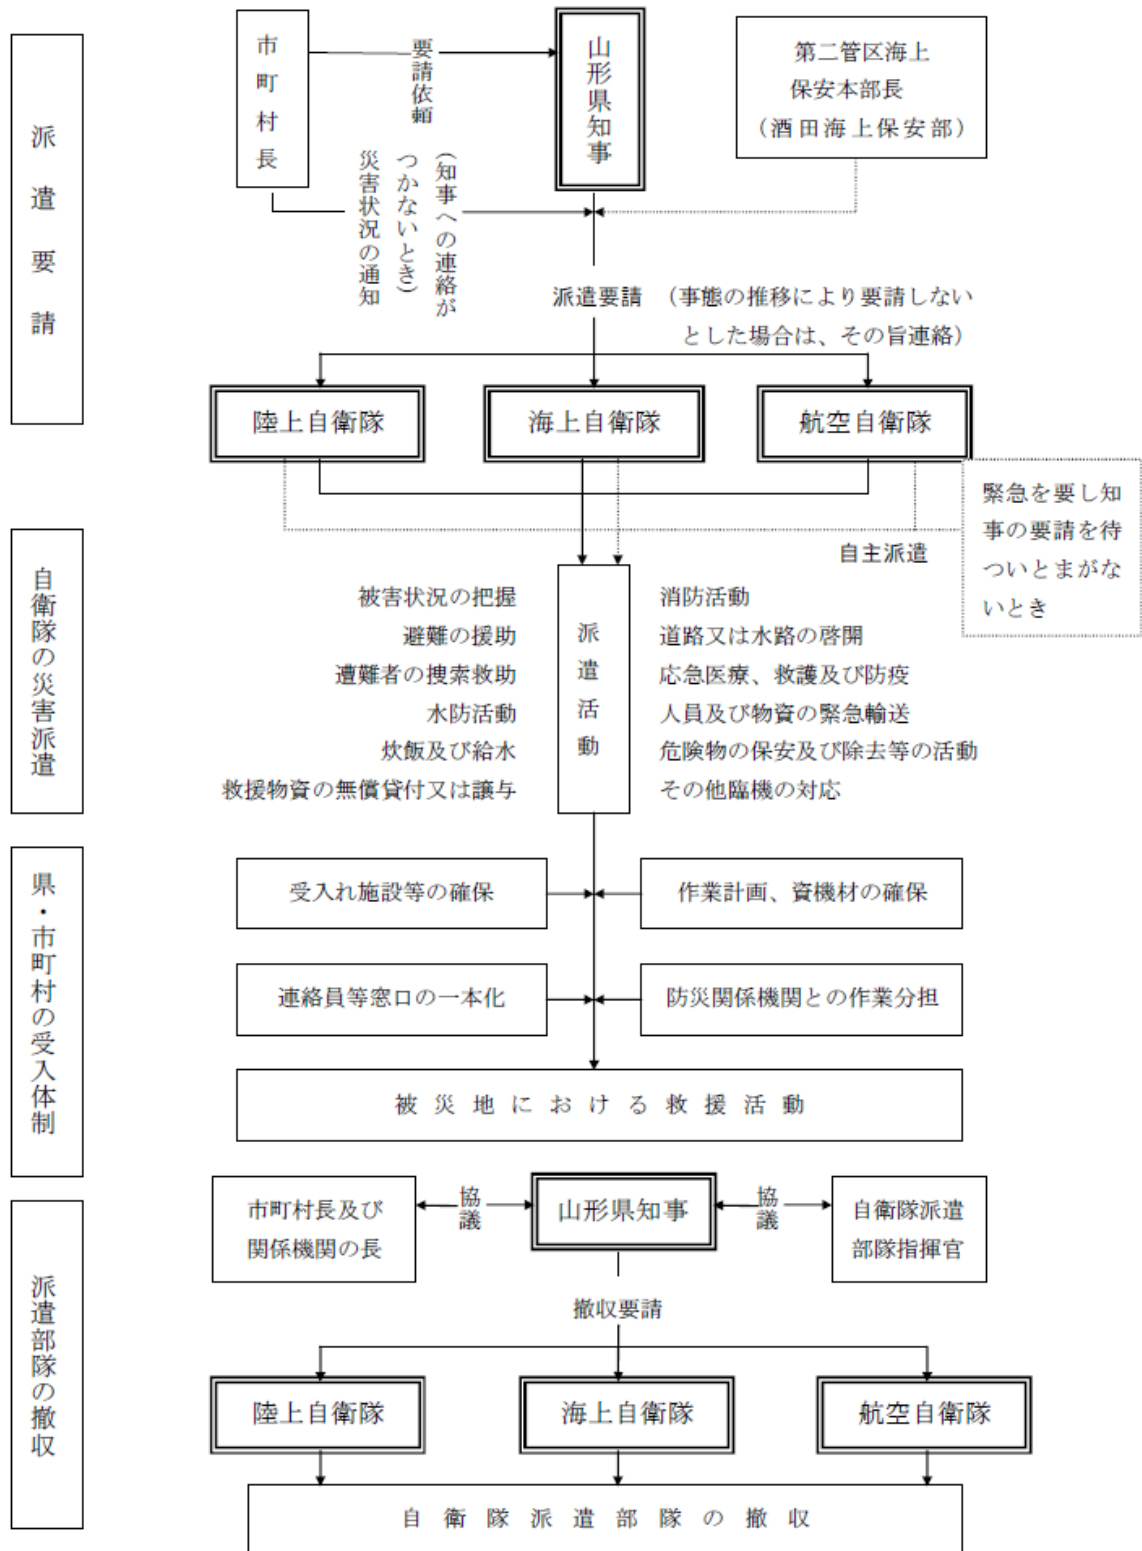 派遣要請
市町村長
要請依頼
山形県知事
第二管区海上
保安本部長
(酒田海上保安部)
(知事への連絡が
つかないとき)
災害状況の通知
派遣要請 (事態の推移により要請しない
とした場合は、その旨連絡)
陸上自衛隊
海上自衛隊
航空自衛隊
緊急を要し知
事の要請を待
ついとまがな
いとき
自主派遣
自衛隊の災害派遣
派遣活動
被害状況の把握
避難の援助
遭難者の捜索救助
水防活動
炊飯及び給水
救援物資の無償貸付又は譲与
消防活動
道路又は水路の啓開
応急医療、救護及び防疫
人員及び物資の緊急輸送
危険物の保安及び除去等の活動
その他臨機の対応
県・市町村の受入体制
受入れ施設等の確保
作業計画、資機材の確保
連絡員等窓口の一本化
防災関係機関との作業分担
被災地における救援活動
派遣部隊の撤収
市町村長及び
関係機関の長
協議
山形県知事
協議
自衛隊派遣
部隊指揮官
撤収要請
陸上自衛隊
海上自衛隊
航空自衛隊
自衛隊派遣部隊の撤収